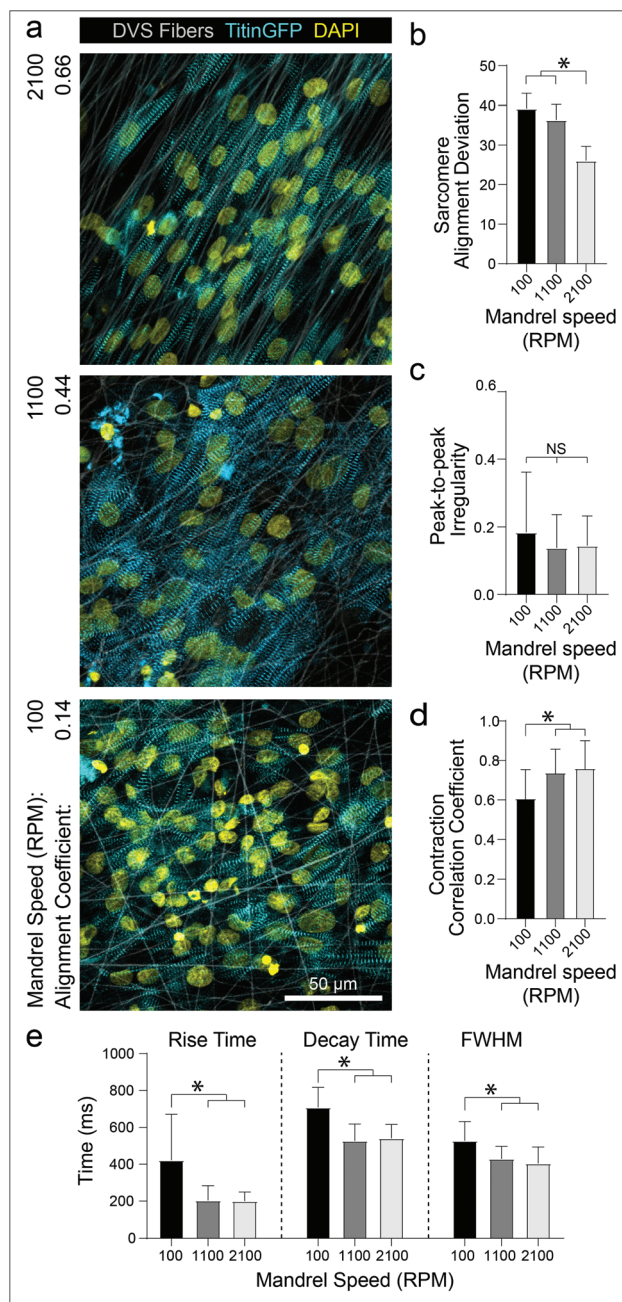 a
DVS Fibers TitinGFP DAPI
2100
0.66
1100
0.44
100
0.14
Mandrel Speed (RPM):
Alignment Coefficient:
50 µm
b
Sarcomere
Alignment Deviation
50
40
30
20
10
0
*
100 1100 2100
Mandrel speed
(RPM)
c
Peak-to-peak
Irregularity
0.6
0.4
0.2
0.0
NS
100 1100 2100
Mandrel speed
(RPM)
d
Contraction
Correlation Coefficient
1.0
0.8
0.6
0.4
0.2
0.0
*
100 1100 2100
Mandrel speed
(RPM)
e
Rise Time Decay Time FWHM
Time (ms)
1000
800
600
400
200
0
* * *
100 1100 2100 100 1100 2100 100 1100 2100
Mandrel Speed (RPM)